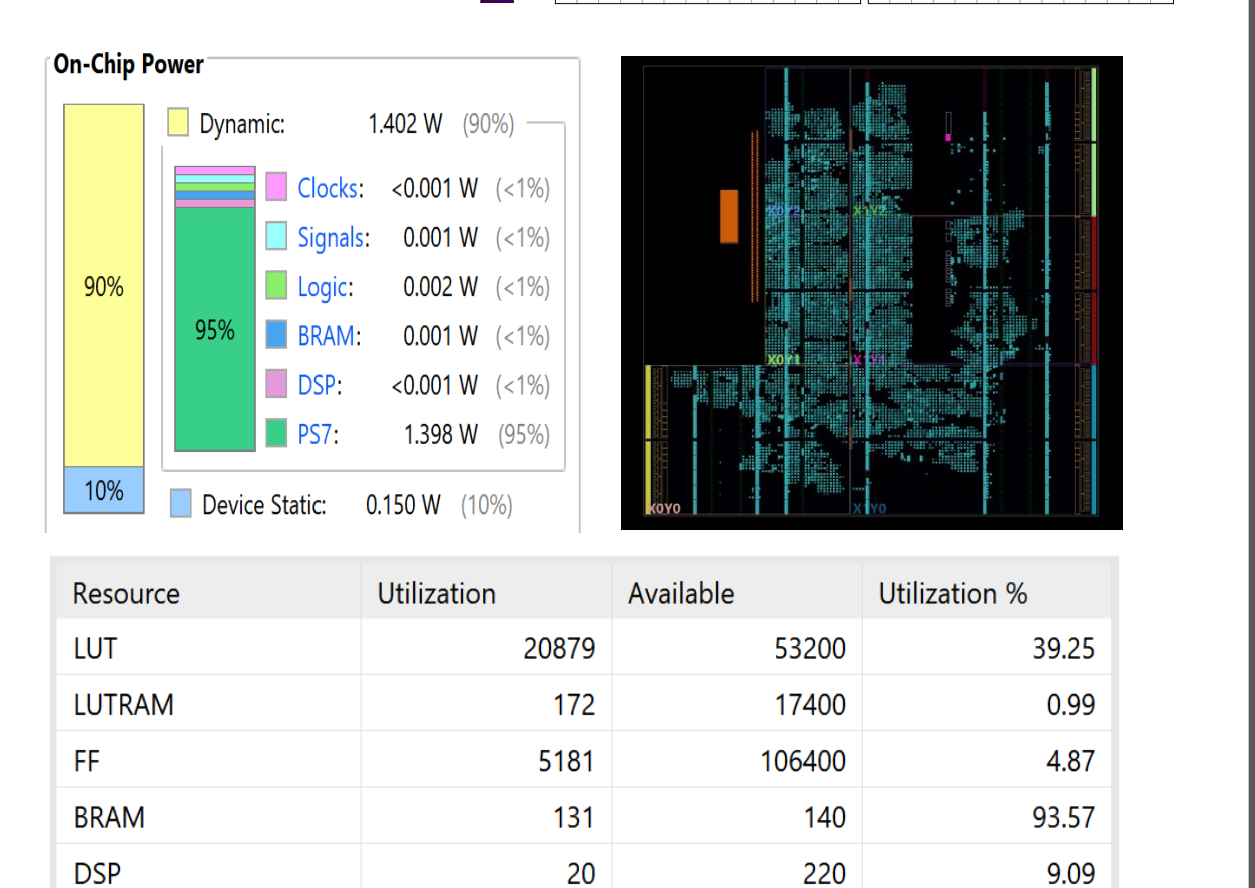 On-Chip Power
Dynamic: 1.402 W (90%)
Clocks: <0.001 W (<1%)
Signals: 0.001 W (<1%)
90%
Logic: 0.002 W (<1%)
95%
BRAM: 0.001 W (<1%)
DSP: <0.001 W (<1%)
PS7: 1.398 W (95%)
10%
Device Static: 0.150 W (10%)
X0Y2 X1Y2
X0Y1 X1Y1
X0Y0 X1Y0
Resource Utilization Available Utilization %
LUT 20879 53200 39.25
LUTRAM 172 17400 0.99
FF 5181 106400 4.87
BRAM 131 140 93.57
DSP 20 220 9.09